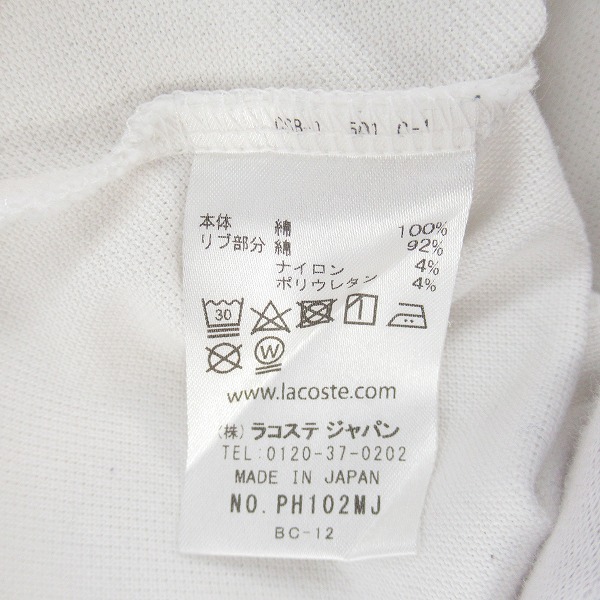 本体 綿 100%
リブ部分 綿 92%
ナイロン 4%
ポリウレタン 4%
30
W
www.lacoste.com
(株) ラコステ ジャパン
TEL:0120-37-0202
MADE IN JAPAN
NO. PH102MJ
BC-12